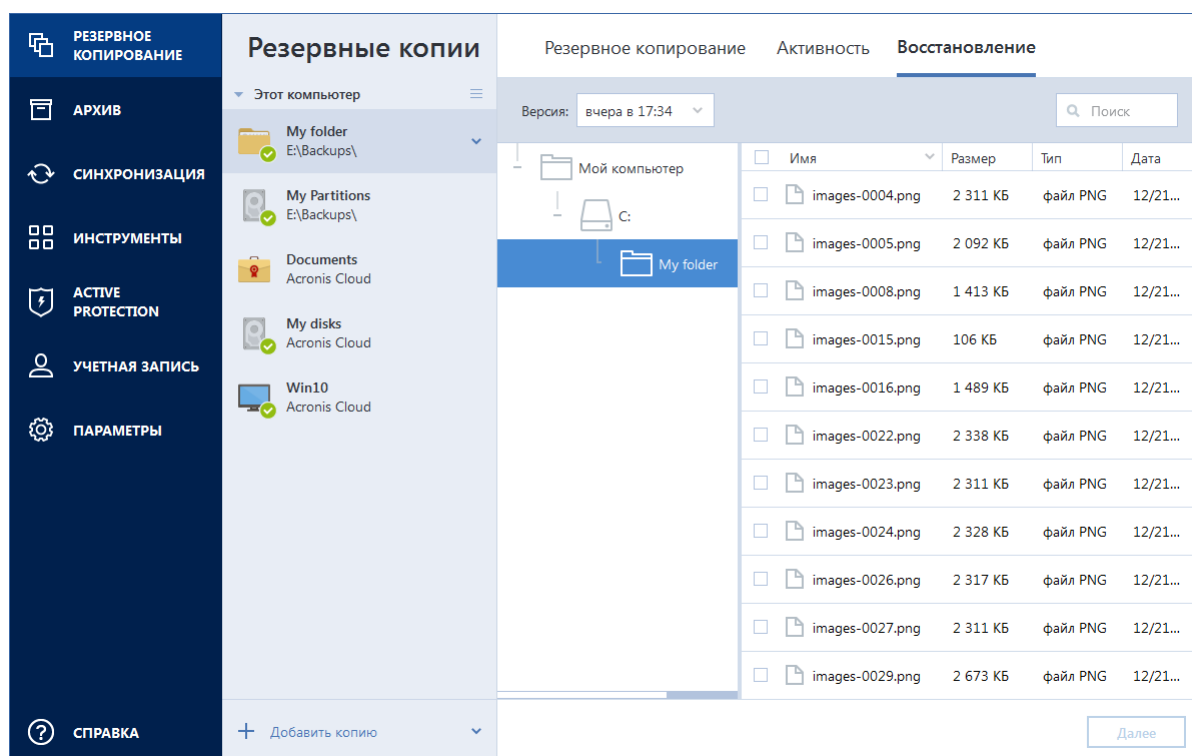 РЕЗЕРВНОЕ
КОПИРОВАНИЕ
АРХИВ
СИНХРОНИЗАЦИЯ
ИНСТРУМЕНТЫ
ACTIVE
PROTECTION
УЧЕТНАЯ ЗАПИСЬ
ПАРАМЕТРЫ
СПРАВКА
Резервные копии
Этот компьютер
My folder
E:\Backups\
My Partitions
E:\Backups\
Documents
Acronis Cloud
My disks
Acronis Cloud
Win10
Acronis Cloud
Добавить копию
Резервное копирование Активность Восстановление
Версия: вчера в 17:34 Поиск
Мой компьютер
C:
My folder
Имя Размер Тип Дата
images-0004.png 2 311 КБ файл PNG 12/21...
images-0005.png 2 092 КБ файл PNG 12/21...
images-0008.png 1 413 КБ файл PNG 12/21...
images-0015.png 106 КБ файл PNG 12/21...
images-0016.png 1 489 КБ файл PNG 12/21...
images-0022.png 2 338 КБ файл PNG 12/21...
images-0023.png 2 311 КБ файл PNG 12/21...
images-0024.png 2 328 КБ файл PNG 12/21...
images-0026.png 2 317 КБ файл PNG 12/21...
images-0027.png 2 311 КБ файл PNG 12/21...
images-0029.png 2 673 КБ файл PNG 12/21...
Далее